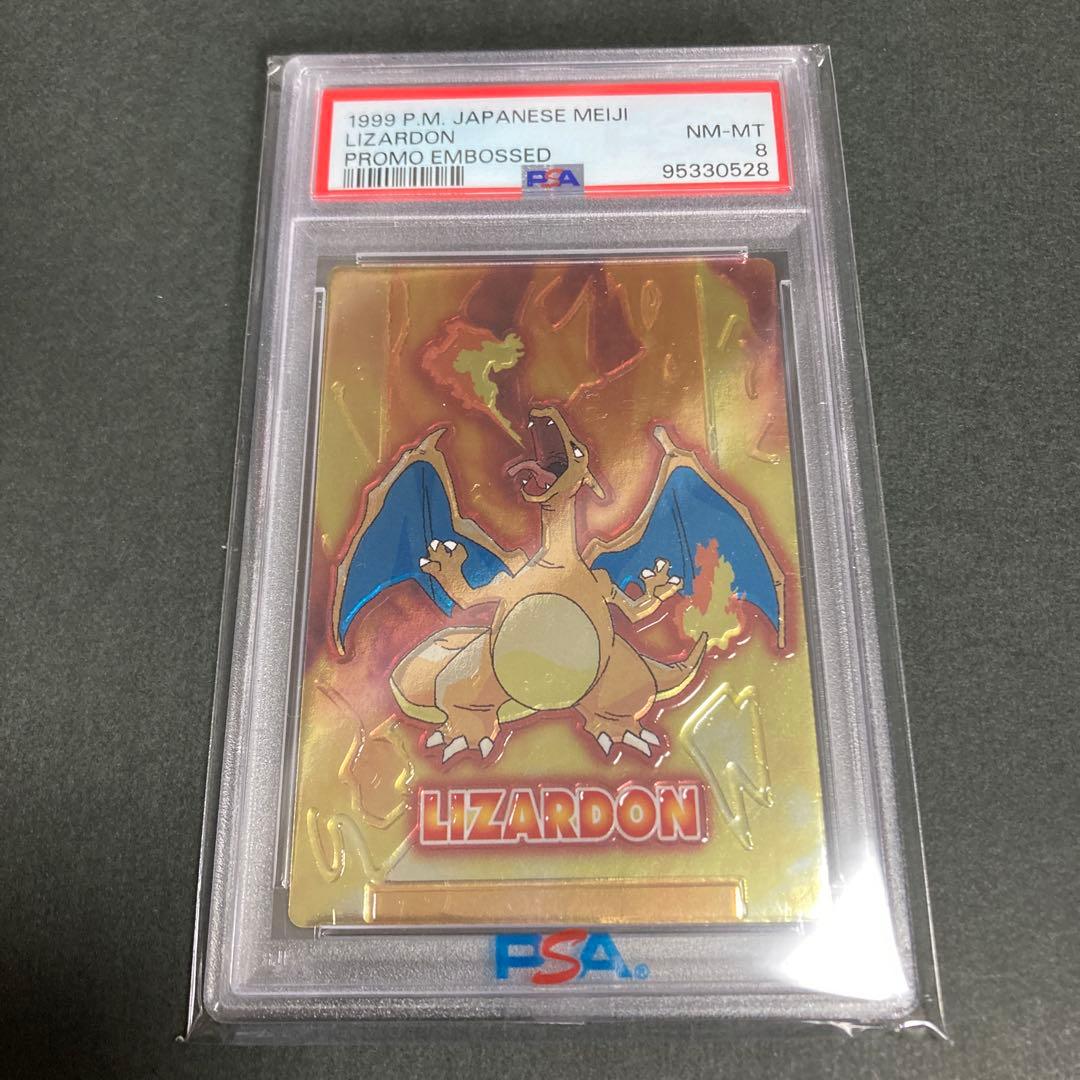 1999 P.M. JAPANESE MEIJI
LIZARDON
PROMO EMBOSSED
NM-MT
8
95330528
PSA
LIZARDON
PSA®